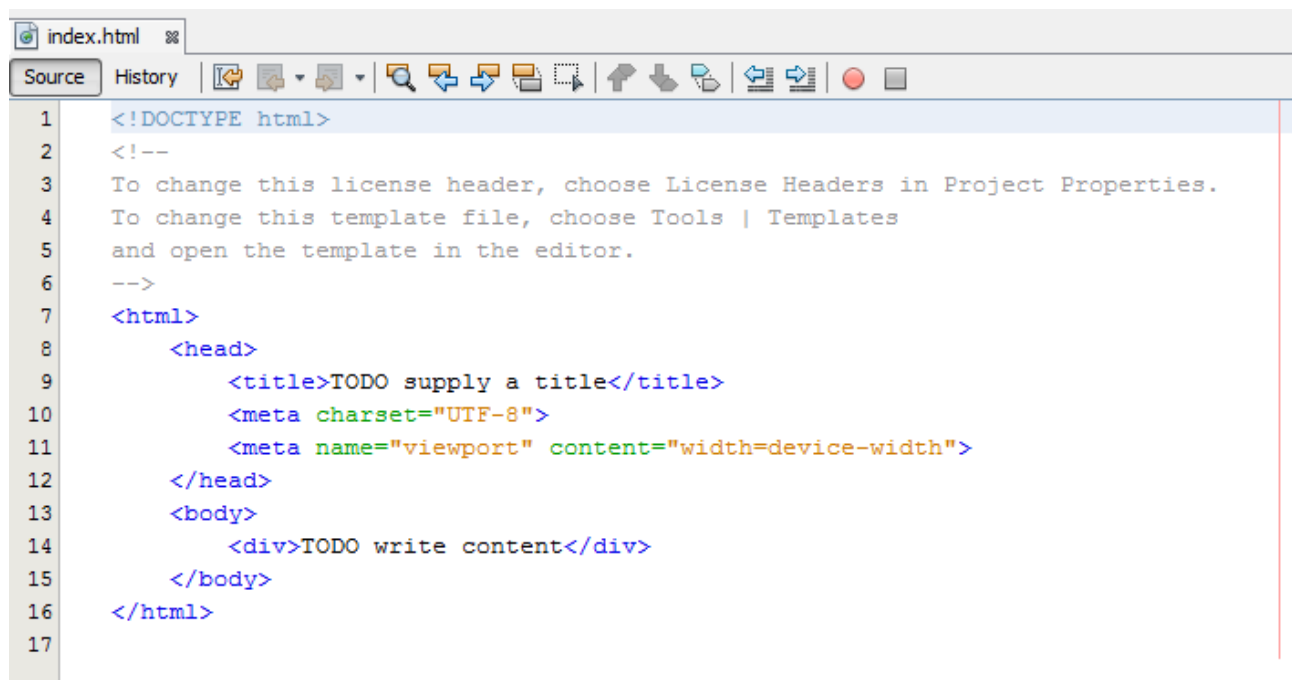 index.html
Source History
1 <!DOCTYPE html>
2 <!--
3 To change this license header, choose License Headers in Project Properties.
4 To change this template file, choose Tools | Templates
5 and open the template in the editor.
6 -->
7 <html>
8     <head>
9         <title>TODO supply a title</title>
10         <meta charset="UTF-8">
11         <meta name="viewport" content="width=device-width">
12     </head>
13     <body>
14         <div>TODO write content</div>
15     </body>
16 </html>
17